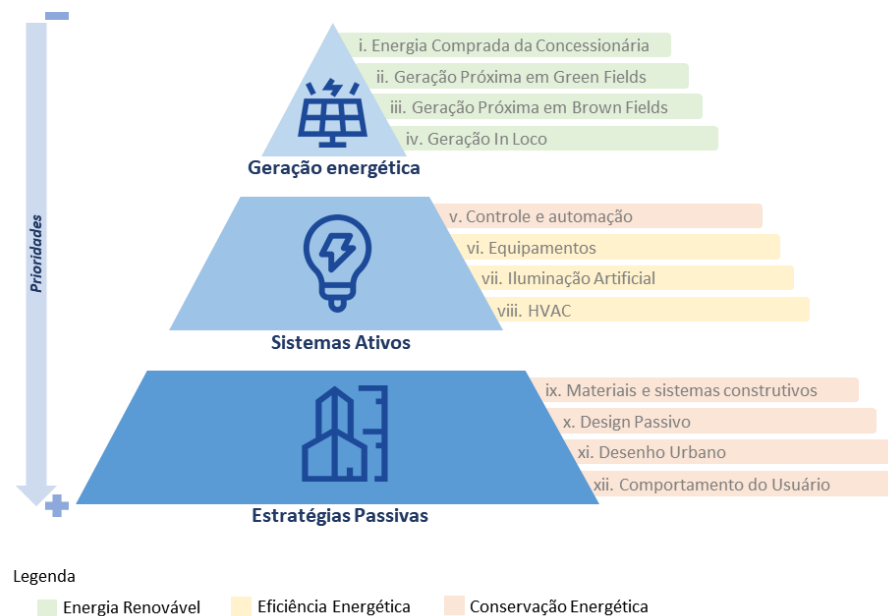 i. Energia Comprada da Concessionária
ii. Geração Próxima em Green Fields
iii. Geração Próxima em Brown Fields
iv. Geração In Loco
Geração energética
Prioridades
v. Controle e automação
vi. Equipamentos
vii. Iluminação Artificial
viii. HVAC
Sistemas Ativos
ix. Materiais e sistemas construtivos
x. Design Passivo
xi. Desenho Urbano
xii. Comportamento do Usuário
Estratégias Passivas
Legenda
Energia Renovável
Eficiência Energética
Conservação Energética